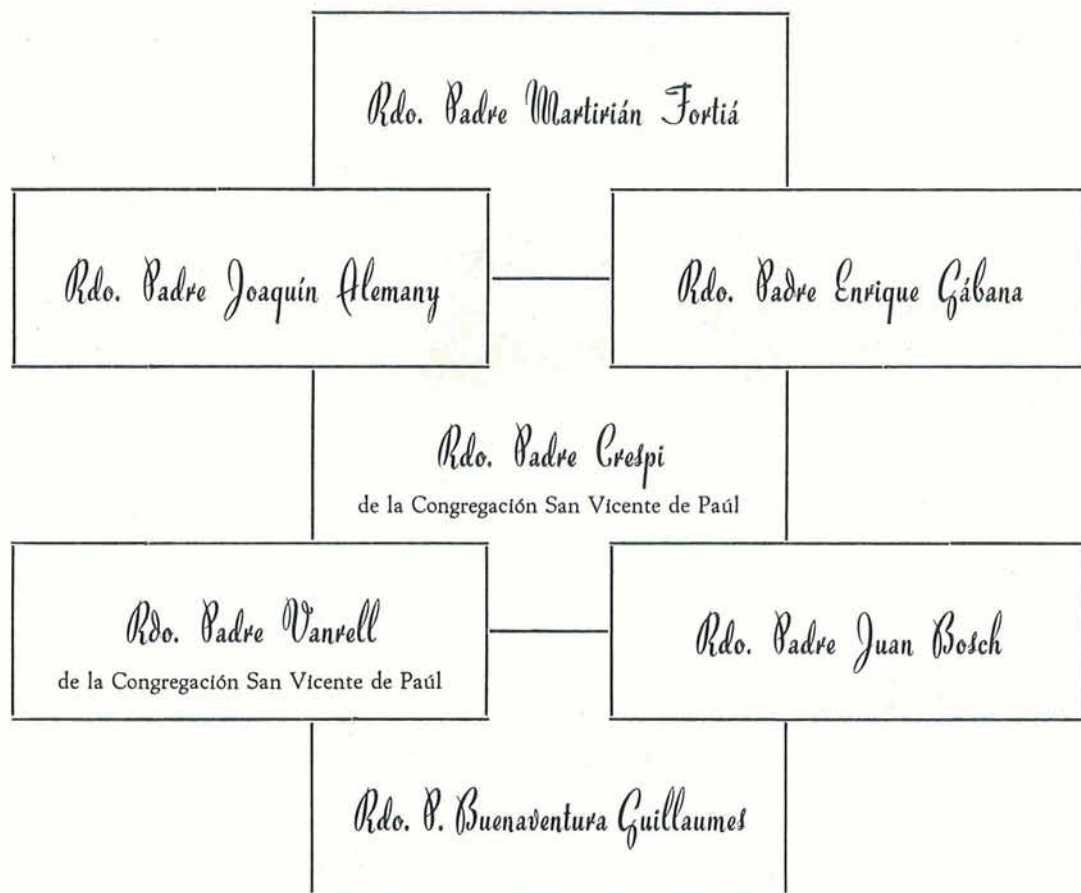 Rdo. Padre Martirián Fortiá
Rdo. Padre Joaquín Alemany
Rdo. Padre Enrique Gábana
Rdo. Padre Crespi
de la Congregación San Vicente de Paúl
Rdo. Padre Vanrell
de la Congregación San Vicente de Paúl
Rdo. Padre Juan Bosch
Rdo. P. Buenaventura Guillaumes